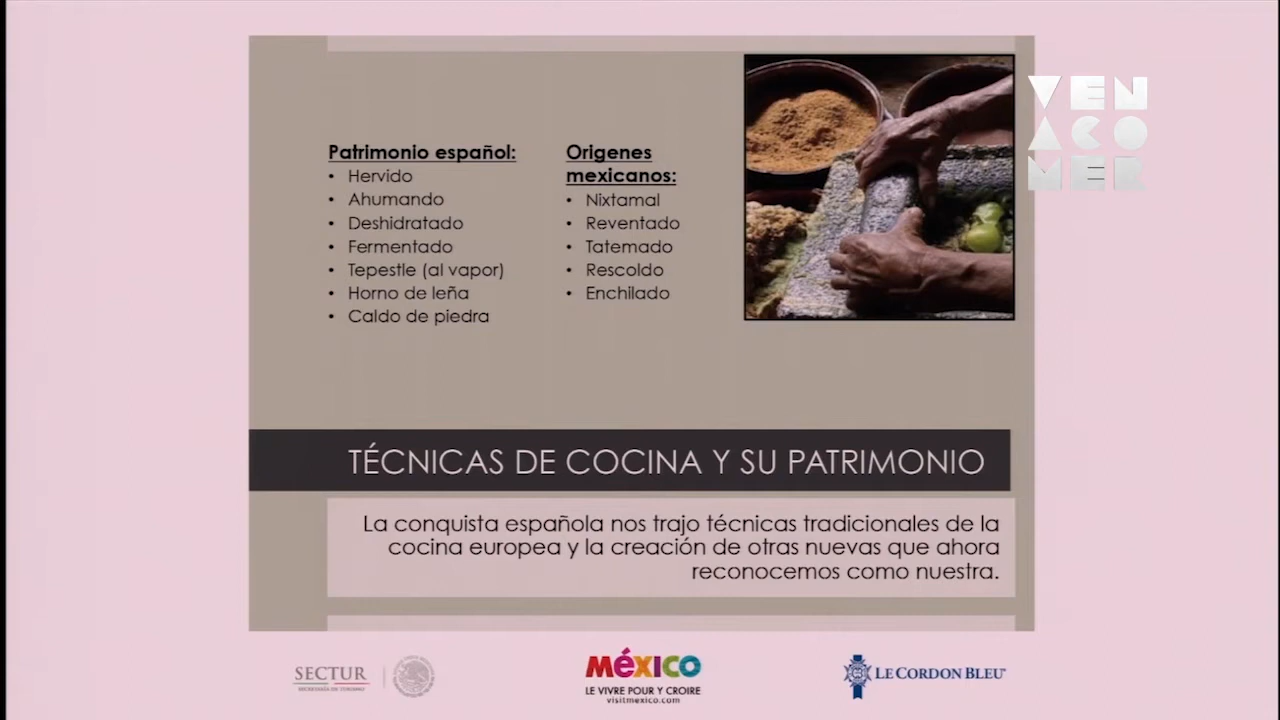 VEN
ACO
MER
Patrimonio español:
• Hervido
• Ahumando
• Deshidratado
• Fermentado
• Tepestle (al vapor)
• Horno de leña
• Caldo de piedra
Origenes
mexicanos:
• Nixtamal
• Reventado
• Tatemado
• Rescoldo
• Enchilado
TÉCNICAS DE COCINA Y SU PATRIMONIO
La conquista española nos trajo técnicas tradicionales de la
cocina europea y la creación de otras nuevas que ahora
reconocemos como nuestra.
SECTUR
SECRETARÍA DE TURISMO
MéXICO
LE VIVRE POUR Y CROIRE
visitmexico.com
LE CORDON BLEU